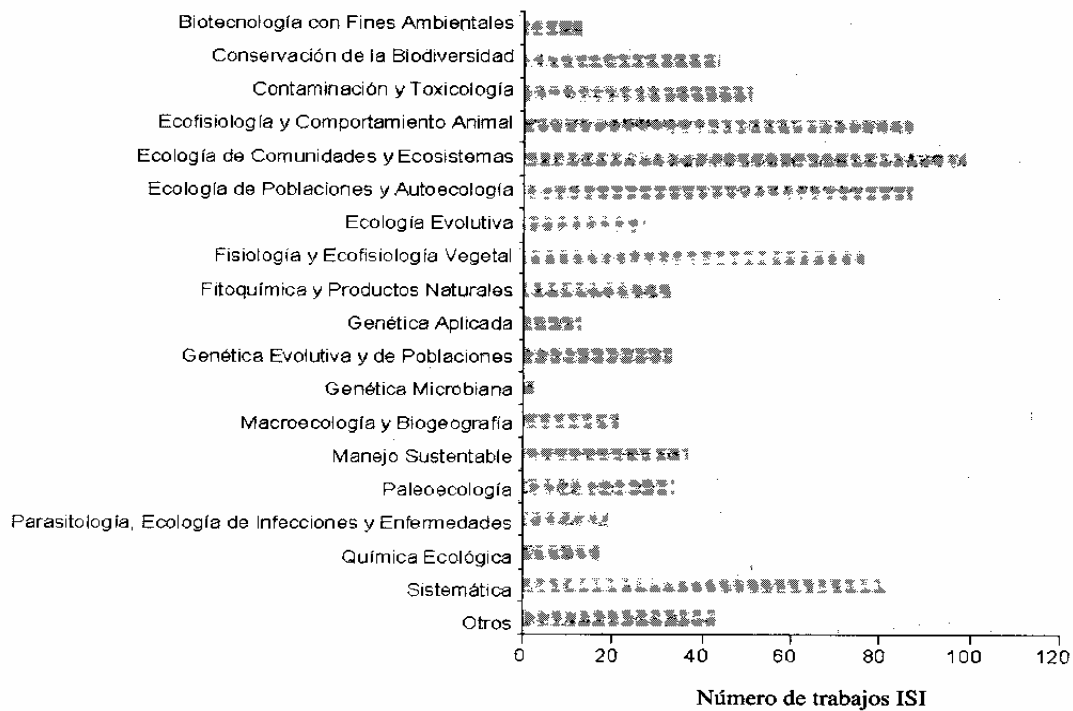 Biotecnología con Fines Ambientales
Conservación de la Biodiversidad
Contaminación y Toxicología
Ecofisiología y Comportamiento Animal
Ecología de Comunidades y Ecosistemas
Ecología de Poblaciones y Autoecología
Ecología Evolutiva
Fisiología y Ecofisiología Vegetal
Fitoquímica y Productos Naturales
Genética Aplicada
Genética Evolutiva y de Poblaciones
Genética Microbiana
Macroecología y Biogeografía
Manejo Sustentable
Paleoecología
Parasitología, Ecología de Infecciones y Enfermedades
Química Ecológica
Sistemática
Otros
0 20 40 60 80 100 120
Número de trabajos ISI